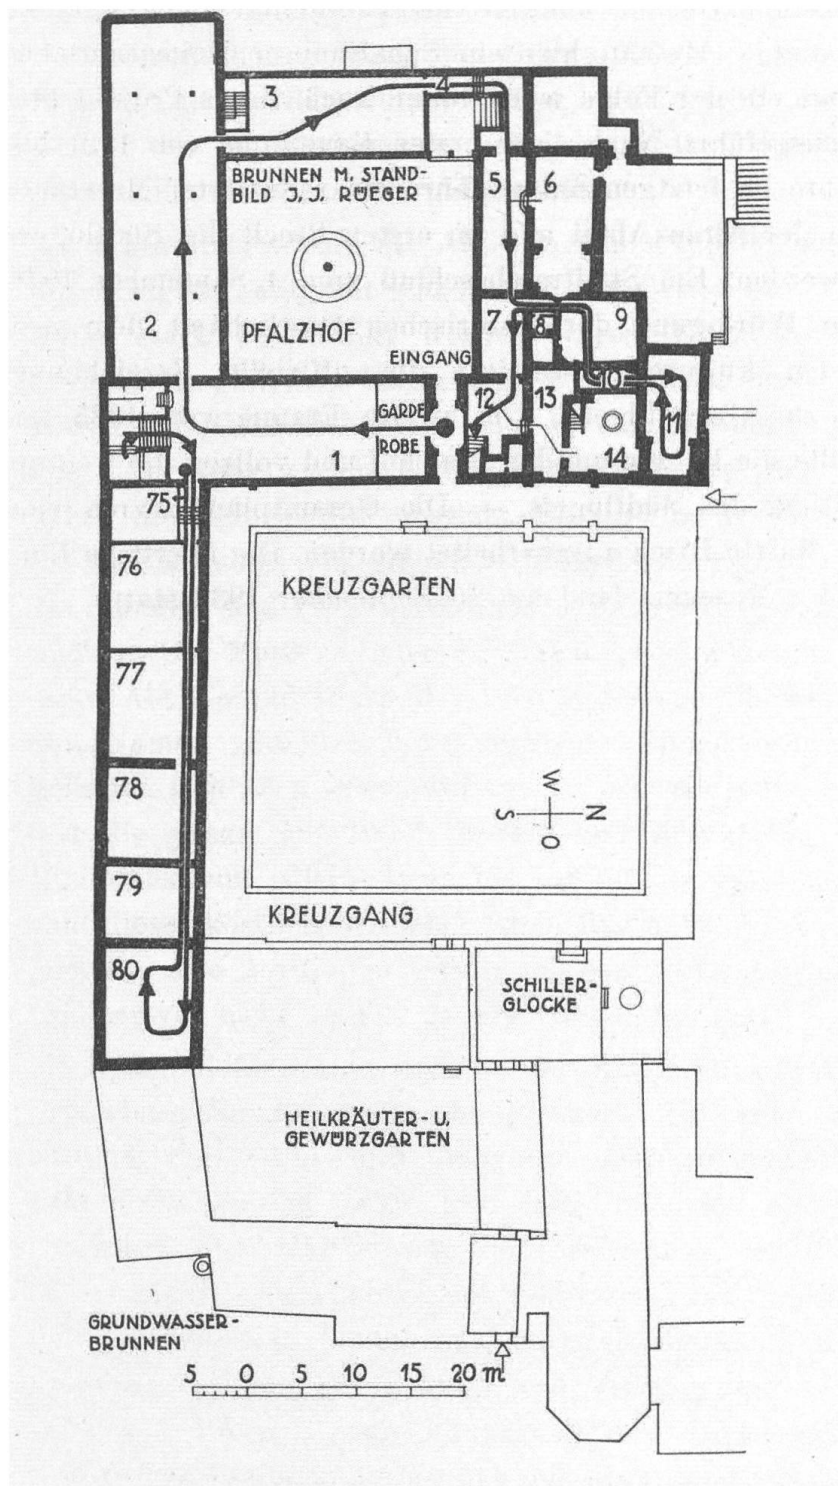 3
4
BRUNNEN M. STAND-
BILD J. J. RÜEGER
5
6
2
PFALZHOF
7
8
9
EINGANG
10
GARDE
ROBE
12
13
11
14
75
76
KREUZGARTEN
77
78
W
S
N
O
79
KREUZGANG
80
SCHILLER-
GLOCKE
HEILKRÄUTER- U.
GEWÜRZGARTEN
GRUNDWASSER-
BRUNNEN
5 0 5 10 15 20 m